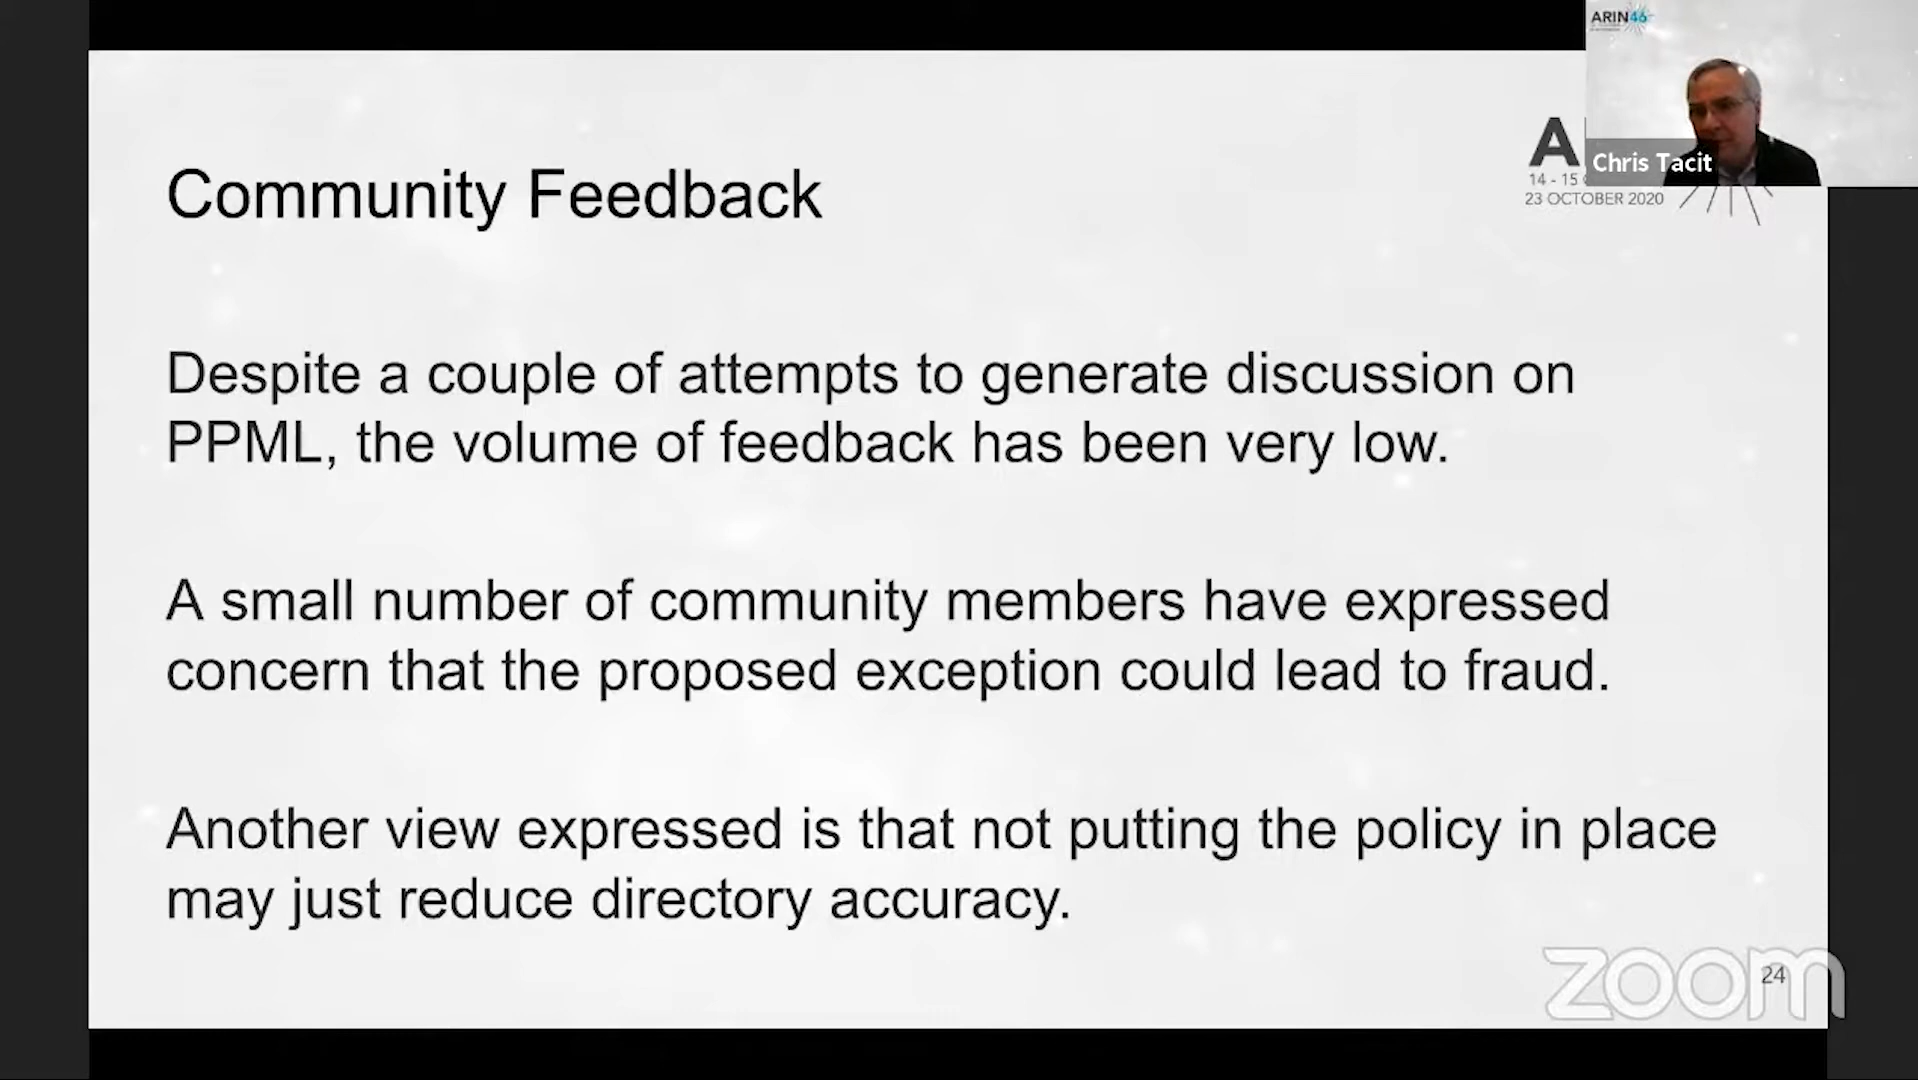 ARIN46
Chris Tacit
A
14 - 15
23 OCTOBER 2020
Community Feedback
Despite a couple of attempts to generate discussion on
PPML, the volume of feedback has been very low.
A small number of community members have expressed
concern that the proposed exception could lead to fraud.
Another view expressed is that not putting the policy in place
may just reduce directory accuracy.
24
zoom